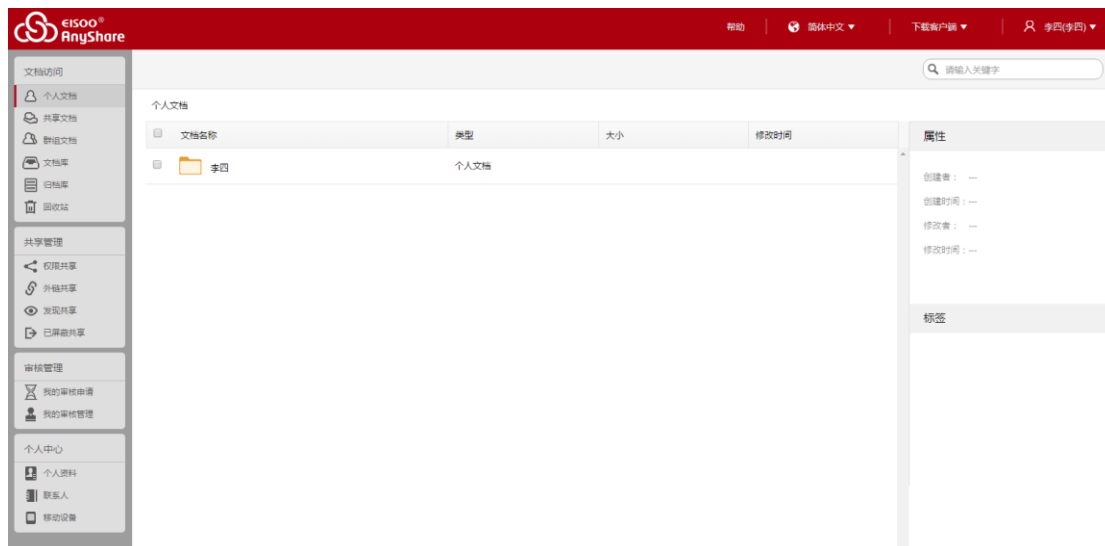 EISOO®
AnyShare
帮助
简体中文
下载客户端
李四(李四)
请输入关键字
文档访问
个人文档
共享文档
群组文档
文档库
归档库
回收站
共享管理
权限共享
外链共享
发现共享
已屏蔽共享
审核管理
我的审核申请
我的审核管理
个人中心
个人资料
联系人
移动设备
个人文档
文档名称 类型 大小 修改时间
李四 个人文档
属性
创建者： ---
创建时间：---
修改者： ---
修改时间：---
标签